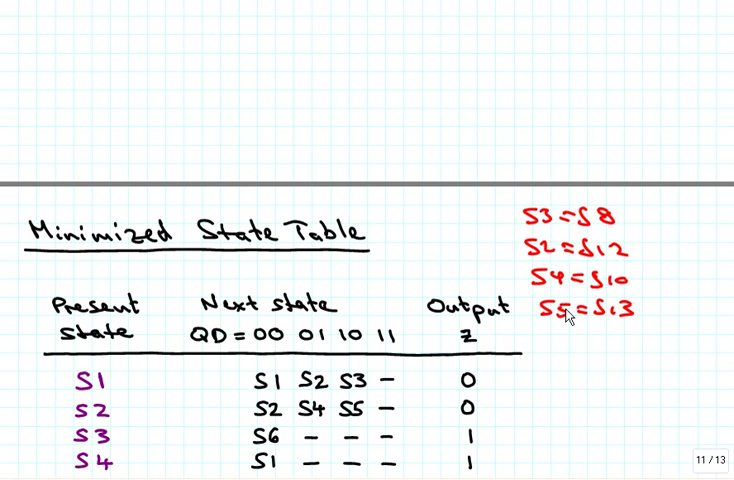 S3 = S8
Minimized State Table
S2 = S12
S4 = S10
S5 = S13
Present Next state Output
State QD = 00 01 10 11 Z
S1 S1 S2 S3 - 0
S2 S2 S4 S5 - 0
S3 S6 - - - 1
S4 S1 - - - 1
11 / 13